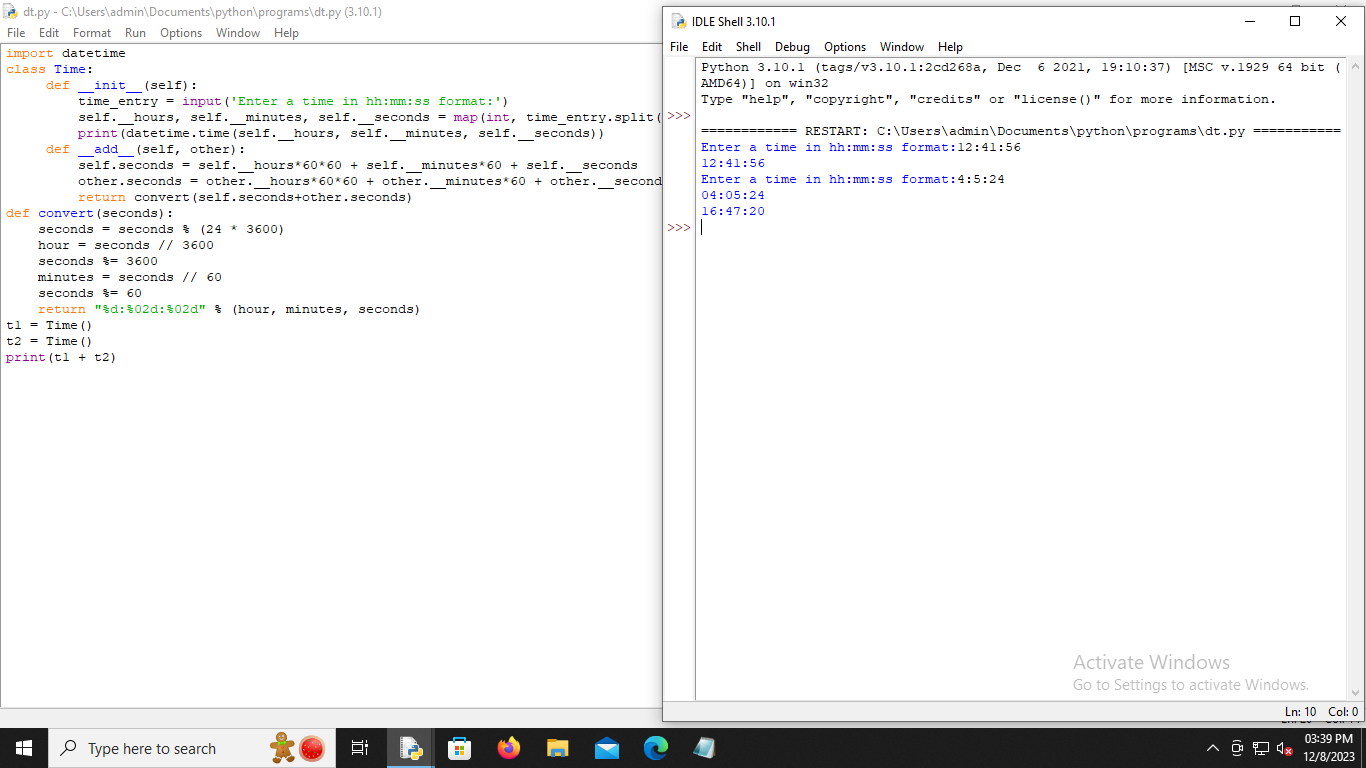 dt.py - C:\Users\admin\Documents\python\programs\dt.py (3.10.1)
File Edit Format Run Options Window Help
import datetime
class Time:
     def __init__(self):
         time_entry = input('Enter a time in hh:mm:ss format:')
         self.__hours, self.__minutes, self.__seconds = map(int, time_entry.split(
         print(datetime.time(self.__hours, self.__minutes, self.__seconds))
     def __add__(self, other):
         self.seconds = self.__hours*60*60 + self.__minutes*60 + self.__seconds
         other.seconds = other.__hours*60*60 + other.__minutes*60 + other.__second
         return convert(self.seconds+other.seconds)
def convert(seconds):
    seconds = seconds % (24 * 3600)
    hour = seconds // 3600
    seconds %= 3600
    minutes = seconds // 60
    seconds %= 60
    return "%d:%02d:%02d" % (hour, minutes, seconds)
t1 = Time()
t2 = Time()
print(t1 + t2)
IDLE Shell 3.10.1
File Edit Shell Debug Options Window Help
Python 3.10.1 (tags/v3.10.1:2cd268a, Dec  6 2021, 19:10:37) [MSC v.1929 64 bit (
AMD64)] on win32
Type "help", "copyright", "credits" or "license()" for more information.
>>>
============ RESTART: C:\Users\admin\Documents\python\programs\dt.py ===========
Enter a time in hh:mm:ss format:12:41:56
12:41:56
Enter a time in hh:mm:ss format:4:5:24
04:05:24
16:47:20
>>>
Activate Windows
Go to Settings to activate Windows.
Ln: 10 Col: 0
Type here to search
03:39 PM
12/8/2023